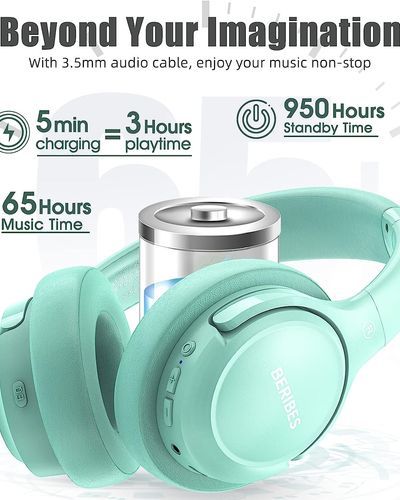 Beyond Your Imagination
With 3.5mm audio cable, enjoy your music non-stop
5min charging = 3 Hours playtime
950 Hours
Standby Time
65 Hours
Music Time
BERIBES